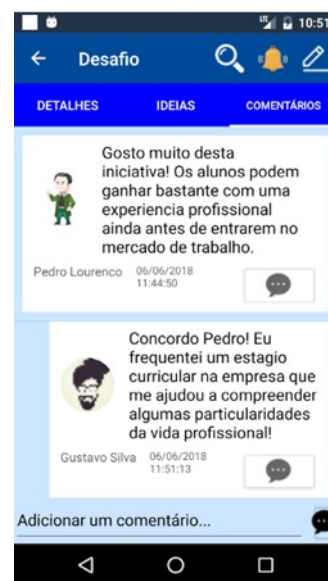 10:51
Desafio
DETALHES IDEIAS COMENTÁRIOS
Gosto muito desta
iniciativa! Os alunos podem
ganhar bastante com uma
experiencia profissional
ainda antes de entrarem no
mercado de trabalho.
Pedro Lourenco 06/06/2018
11:44:50
Concordo Pedro! Eu
frequentei um estagio
curricular na empresa que
me ajudou a compreender
algumas particularidades
da vida profissional!
Gustavo Silva 06/06/2018
11:51:13
Adicionar um comentário...